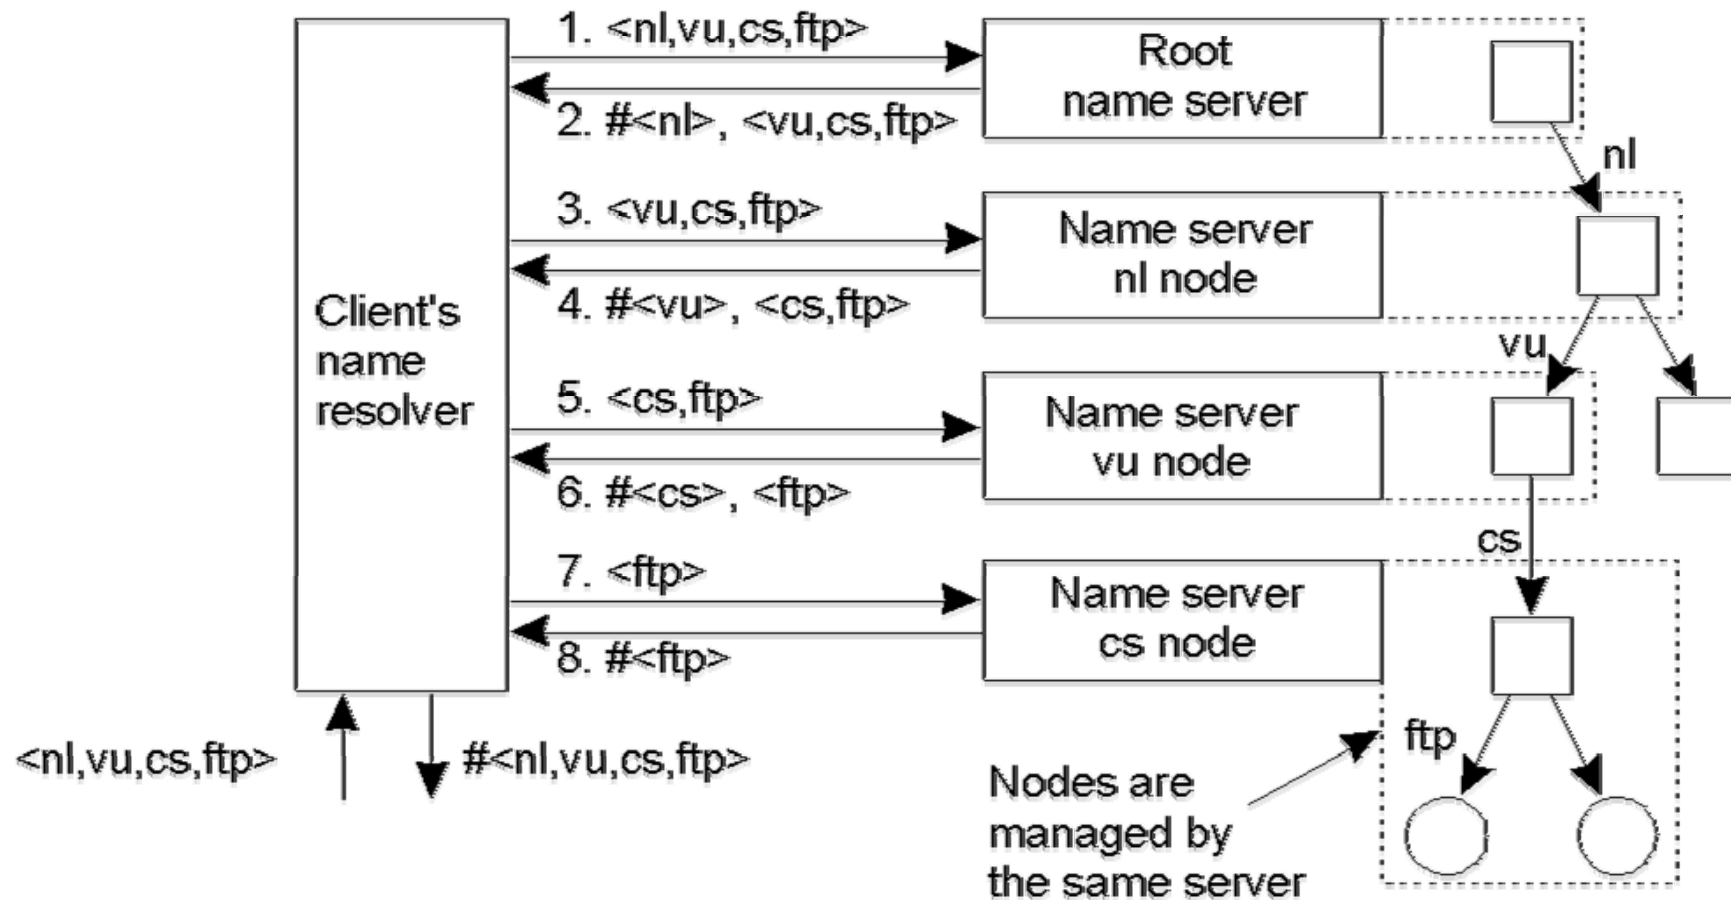 1. <nl,vu,cs,ftp>
2. #<nl>, <vu,cs,ftp>
Root
name server
nl
3. <vu,cs,ftp>
4. #<vu>, <cs,ftp>
Name server
nl node
vu
Client's
name
resolver
5. <cs,ftp>
6. #<cs>, <ftp>
Name server
vu node
cs
7. <ftp>
8. #<ftp>
Name server
cs node
ftp
<nl,vu,cs,ftp>
#<nl,vu,cs,ftp>
Nodes are
managed by
the same server